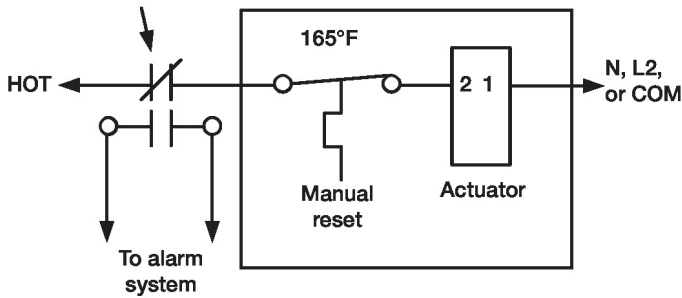 165°F
HOT
2 1
N, L2,
or COM
Manual
reset
Actuator
To alarm
system